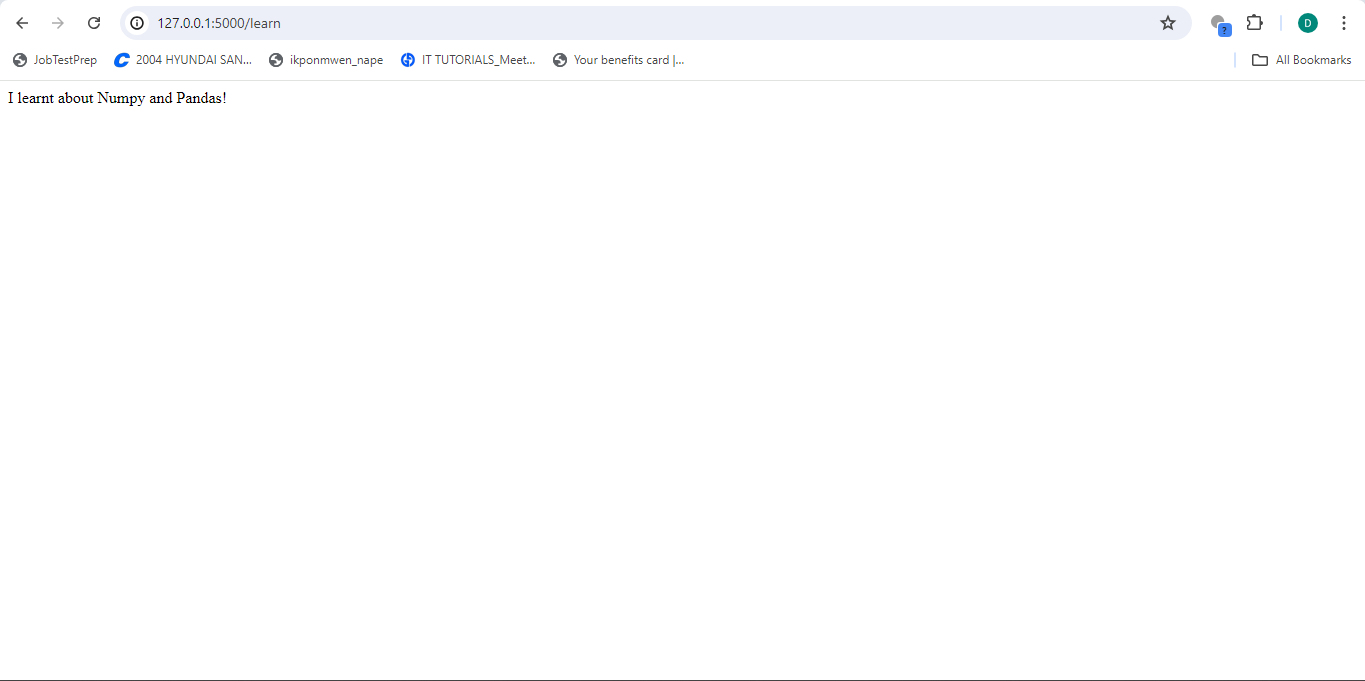 127.0.0.1:5000/learn
D
JobTestPrep
2004 HYUNDAI SAN...
ikponmwen_nape
IT TUTORIALS_Meet...
Your benefits card |...
All Bookmarks
I learnt about Numpy and Pandas!